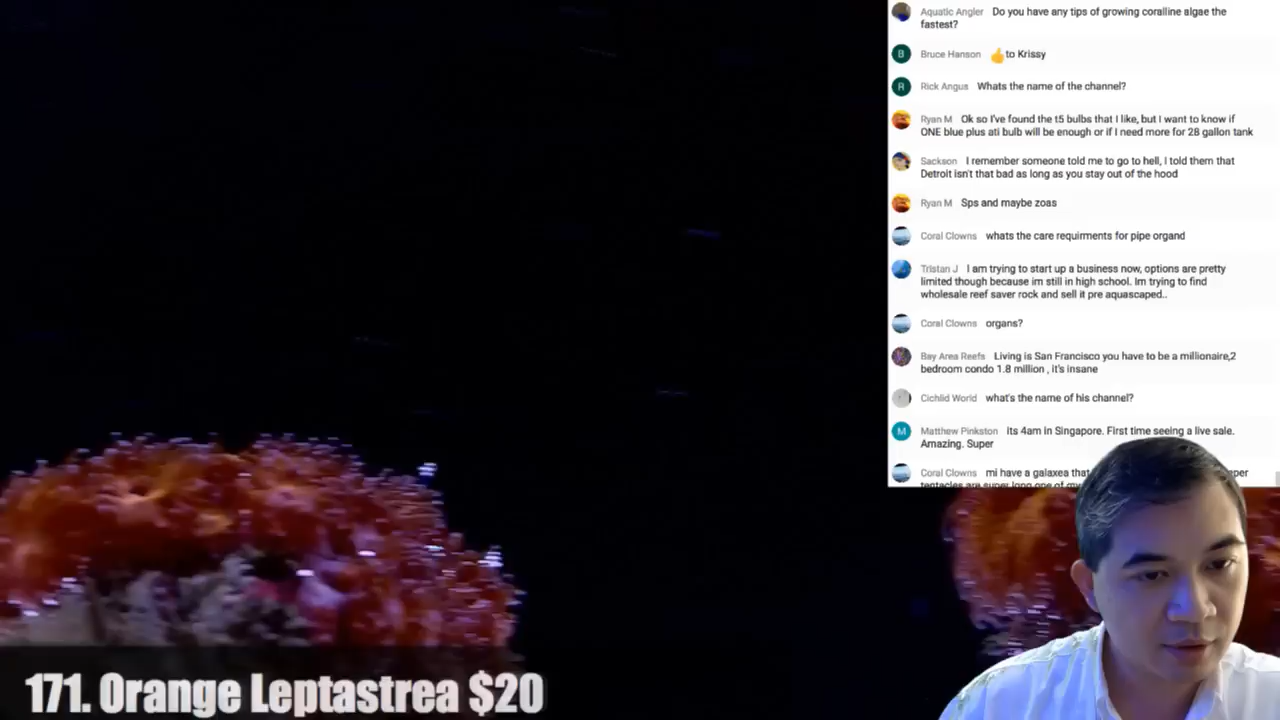 Aquatic Angler Do you have any tips of growing coralline algae the
fastest?
B Bruce Hanson 👍to Krissy
R Rick Angus Whats the name of the channel?
Ryan M Ok so I've found the t5 bulbs that I like, but I want to know if
ONE blue plus ati bulb will be enough or if I need more for 28 gallon tank
Sackson I remember someone told me to go to hell, I told them that
Detroit isn't that bad as long as you stay out of the hood
Ryan M Sps and maybe zoas
Coral Clowns whats the care requirments for pipe organd
Tristan J I am trying to start up a business now, options are pretty
limited though because im still in high school. Im trying to find
wholesale reef saver rock and sell it pre aquascaped..
Coral Clowns organs?
Bay Area Reefs Living is San Francisco you have to be a millionaire,2
bedroom condo 1.8 million , it's insane
Cichlid World what's the name of his channel?
M Matthew Pinkston its 4am in Singapore. First time seeing a live sale.
Amazing. Super
Coral Clowns mi have a galaxea that
tentacles are super long one of
171. Orange Leptastrea $20